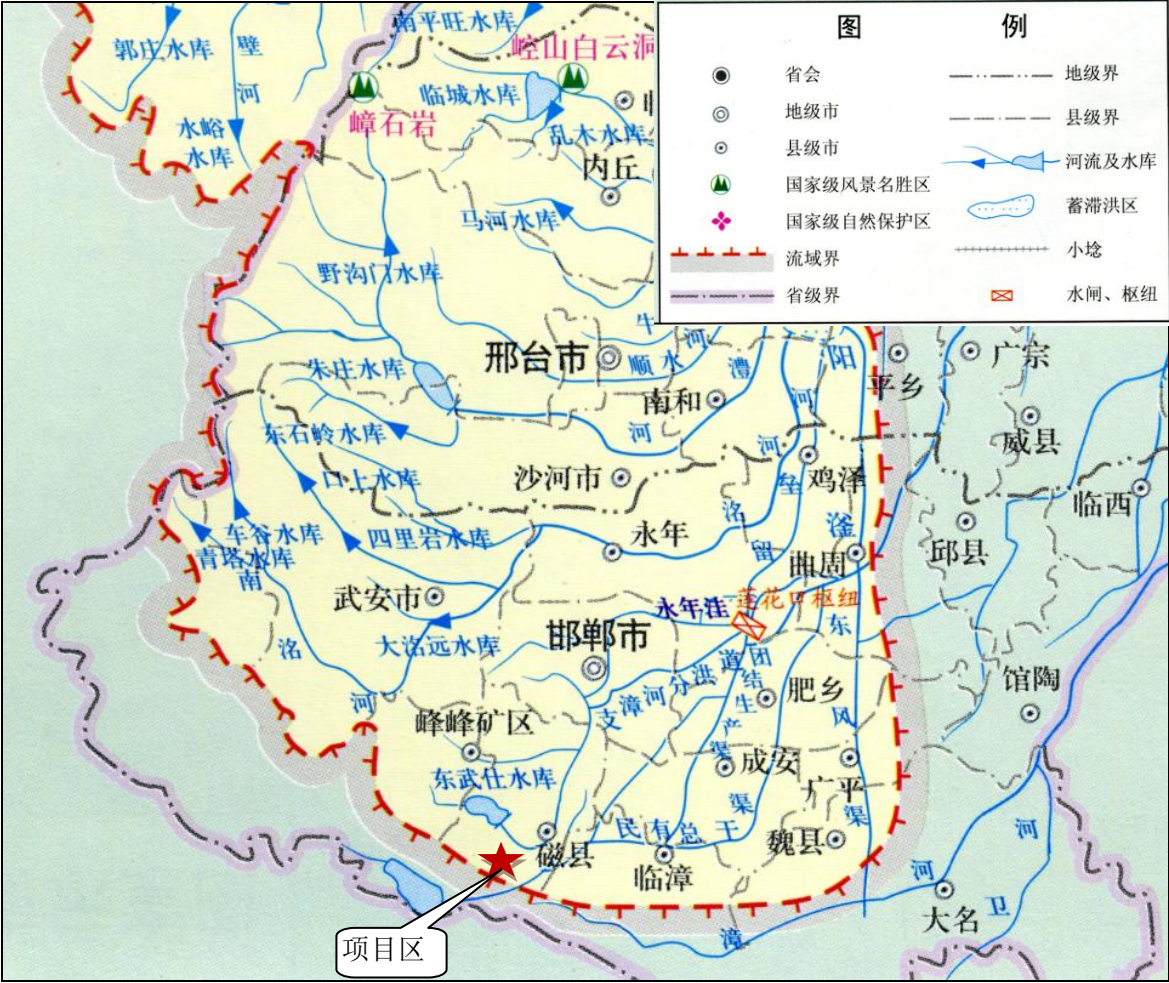 图 例
省会
地级市
县级市
国家级风景名胜区
国家级自然保护区
流域界
省级界
地级界
县级界
河流及水库
蓄滞洪区
小埝
水闸、枢纽
南平旺水库
郭庄水库
壁
河
崆山白云洞
临城水库
嶂石岩
水峪
水库
乱木水库
内丘
马河水库
野沟门水库
牛
河
邢台市
顺水
澧
阳
广宗
平乡
朱庄水库
南和
河
河
东石岭水库
河
威县
沙河市
鸡泽
口上水库
垒
临西
洺
滏
车谷水库
四里岩水库
永年
留
曲周
邱县
青塔水库
南
武安市
永年洼
莲花口枢纽
东
邯郸市
洺
大洺远水库
道
团
结
生
产
渠
支漳河分洪
肥乡
馆陶
河
峰峰矿区
风
成安
东武仕水库
广平
渠
渠
民有总干
魏县
磁县
临漳
河
河
大名
卫
漳
项目区